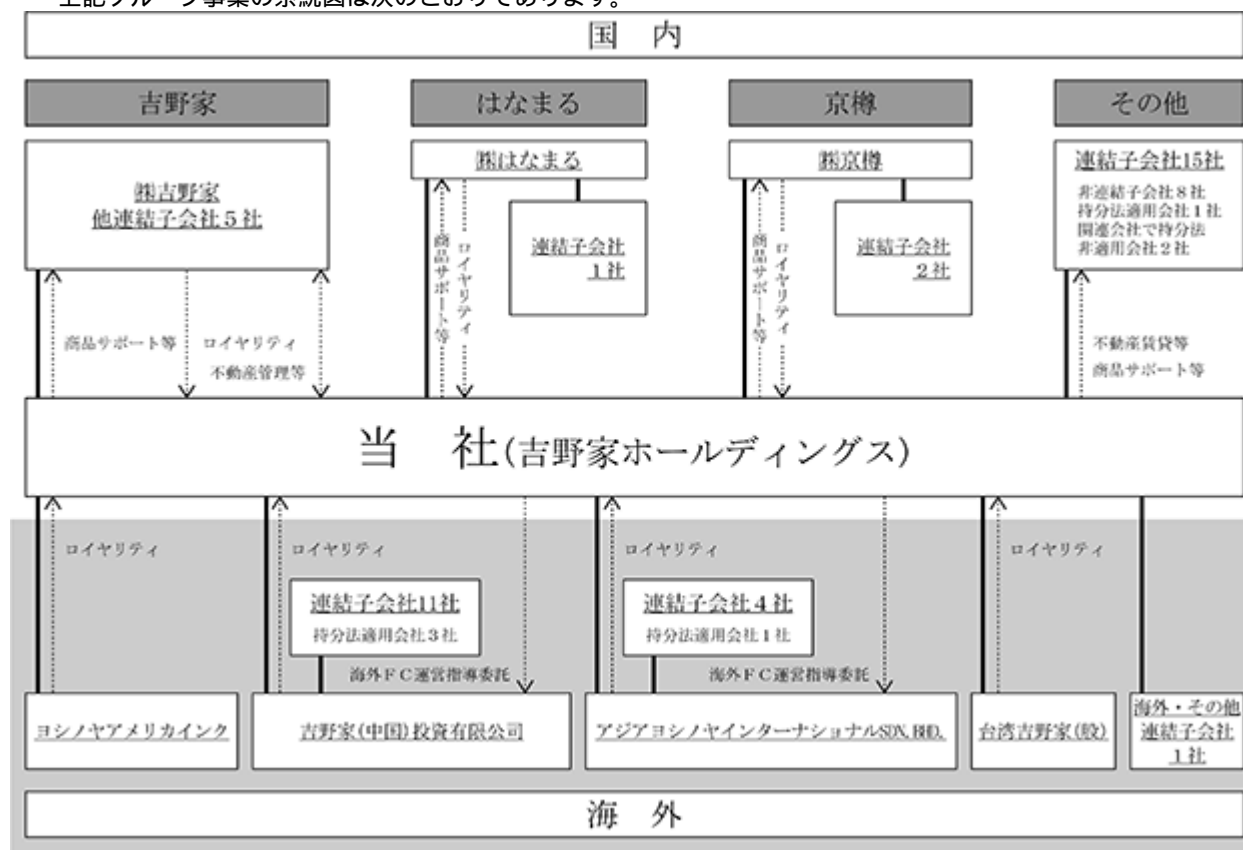 上記グループ事業の系統図は次のとおりであります。
国 内
吉野家
はなまる
京樽
その他
㈱吉野家
他連結子会社5社
㈱はなまる
連結子会社
1社
㈱京樽
連結子会社
2社
連結子会社15社
非連結子会社8社
持分法適用会社1社
関連会社で持分法
非適用会社2社
商品サポート等
ロイヤリティ
不動産管理等
商品サポート等
ロイヤリティ
商品サポート等
ロイヤリティ
不動産賃貸等
商品サポート等
当 社(吉野家ホールディングス)
ロイヤリティ
ロイヤリティ
ロイヤリティ
ロイヤリティ
連結子会社11社
持分法適用会社3社
連結子会社4社
持分法適用会社1社
海外FC運営指導委託
海外FC運営指導委託
ヨシノヤアメリカインク
吉野家(中国)投資有限公司
アジアヨシノヤインターナショナルSDN.BHD.
台湾吉野家(股)
海外・その他
連結子会社
1社
海 外